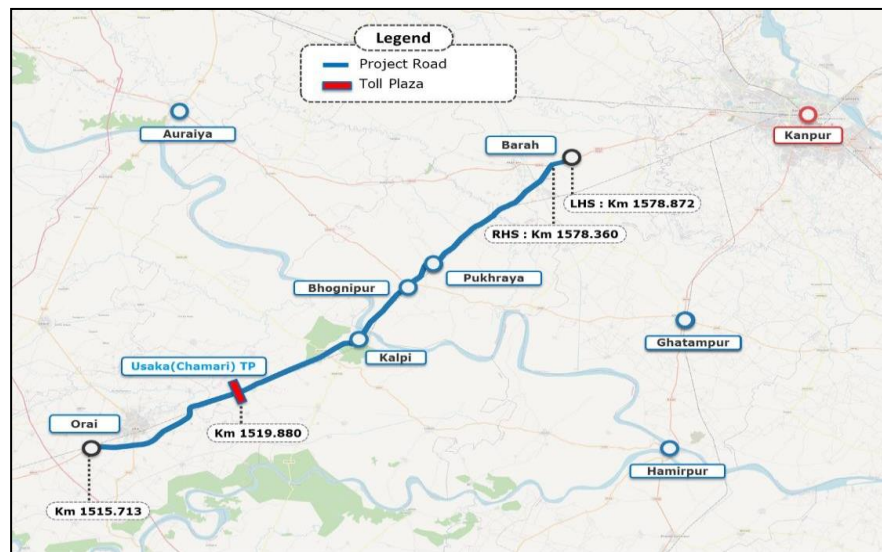 Legend
Project Road
Toll Plaza
Auraiya
Kanpur
Barah
LHS : Km 1578.872
RHS : Km 1578.360
Pukhraya
Bhognipur
Ghatampur
Kalpi
Usaka(Chamari) TP
Orai
Km 1519.880
Hamirpur
Km 1515.713